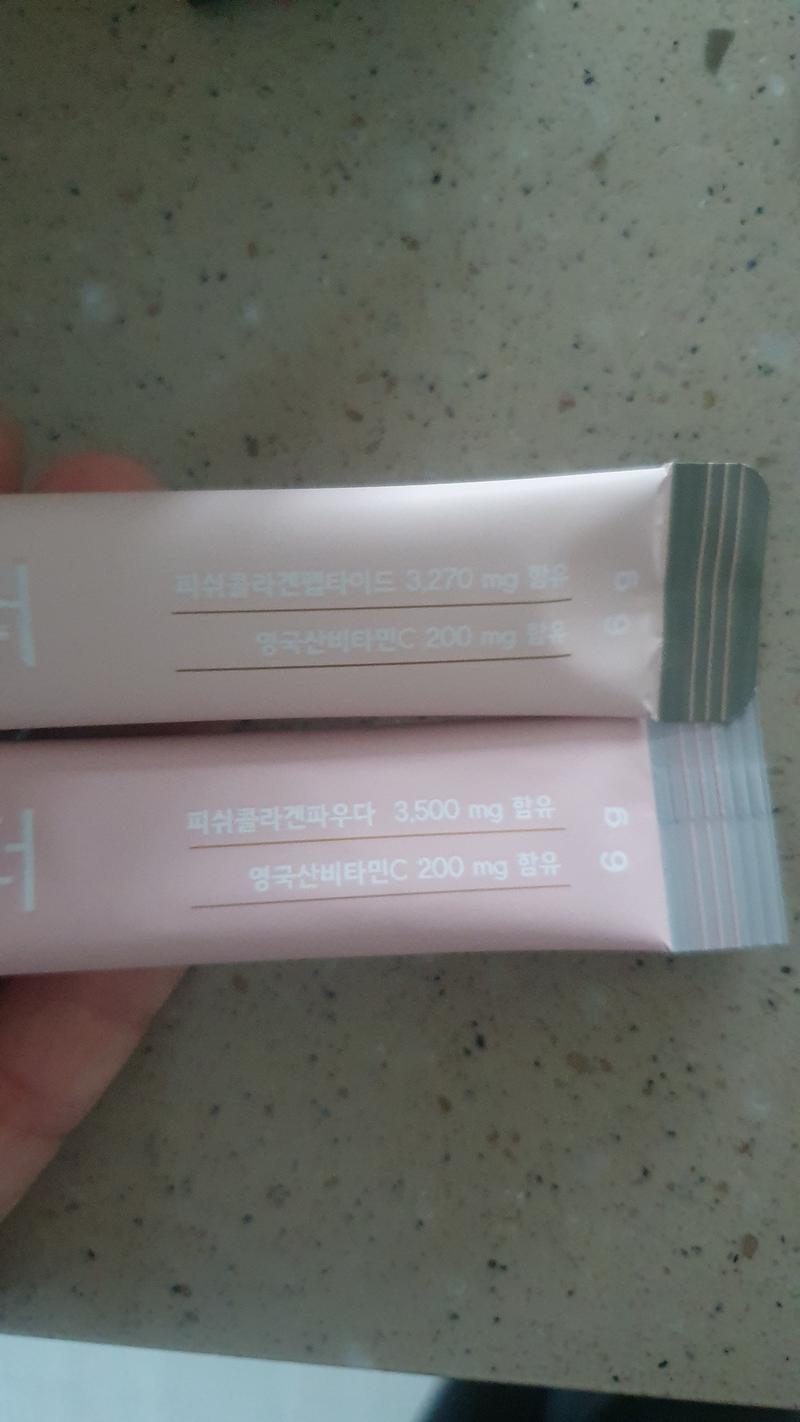 피쉬콜라겐펩타이드 3,270 mg 함유
영국산비타민C 200 mg 함유
피쉬콜라겐파우다 3,500 mg 함유
영국산비타민C 200 mg 함유